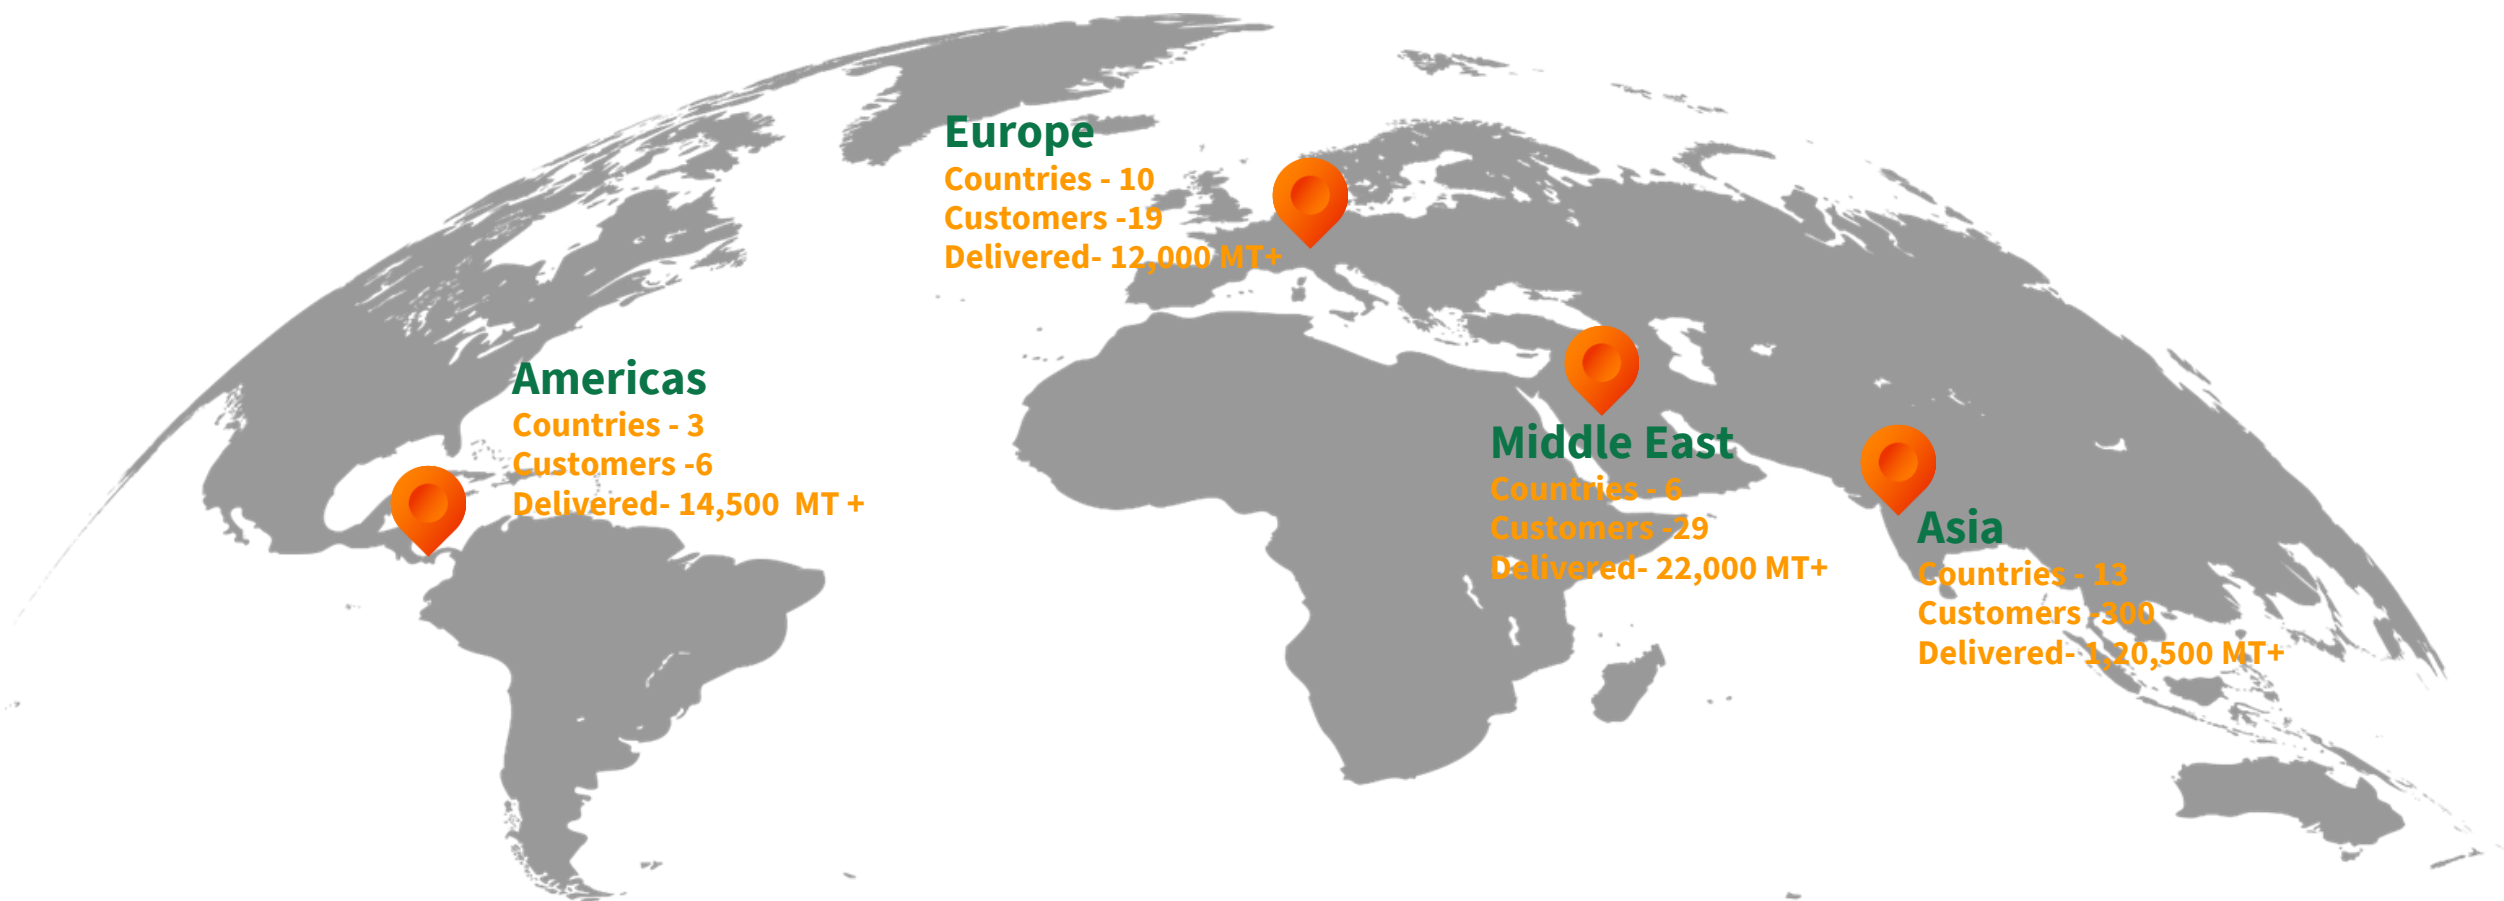 Europe
Countries - 10
Customers -19
Delivered- 12,000 MT+
Americas
Countries - 3
Customers -6
Delivered- 14,500  MT +
Middle East
Countries - 6
Customers -29
Delivered- 22,000 MT+
Asia
Countries - 13
Customers -300
Delivered- 1,20,500 MT+